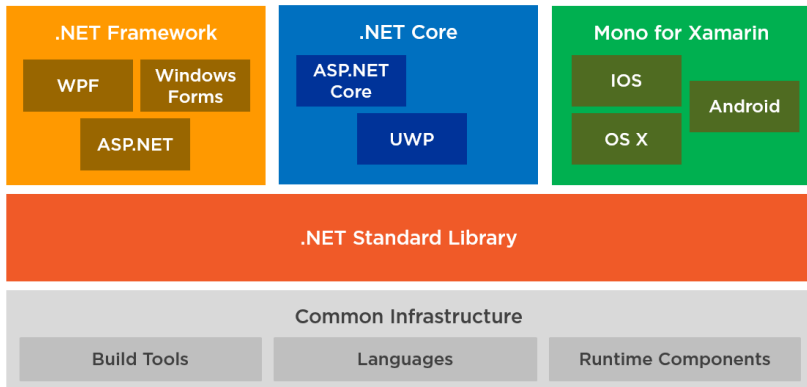 .NET Framework
WPF
Windows
Forms
ASP.NET
.NET Core
ASP.NET
Core
UWP
Mono for Xamarin
IOS
Android
OS X
.NET Standard Library
Common Infrastructure
Build Tools
Languages
Runtime Components